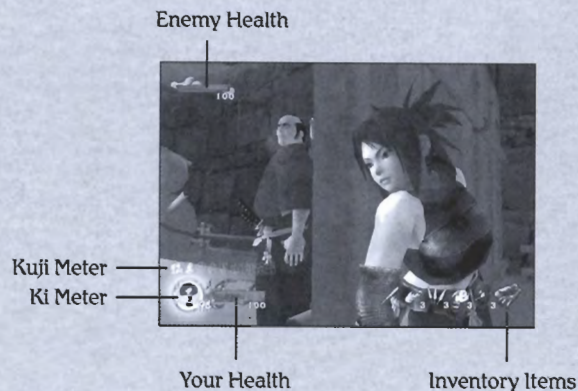 Enemy Health
100
Kuji Meter
Ki Meter
100
Your Health
Inventory Items